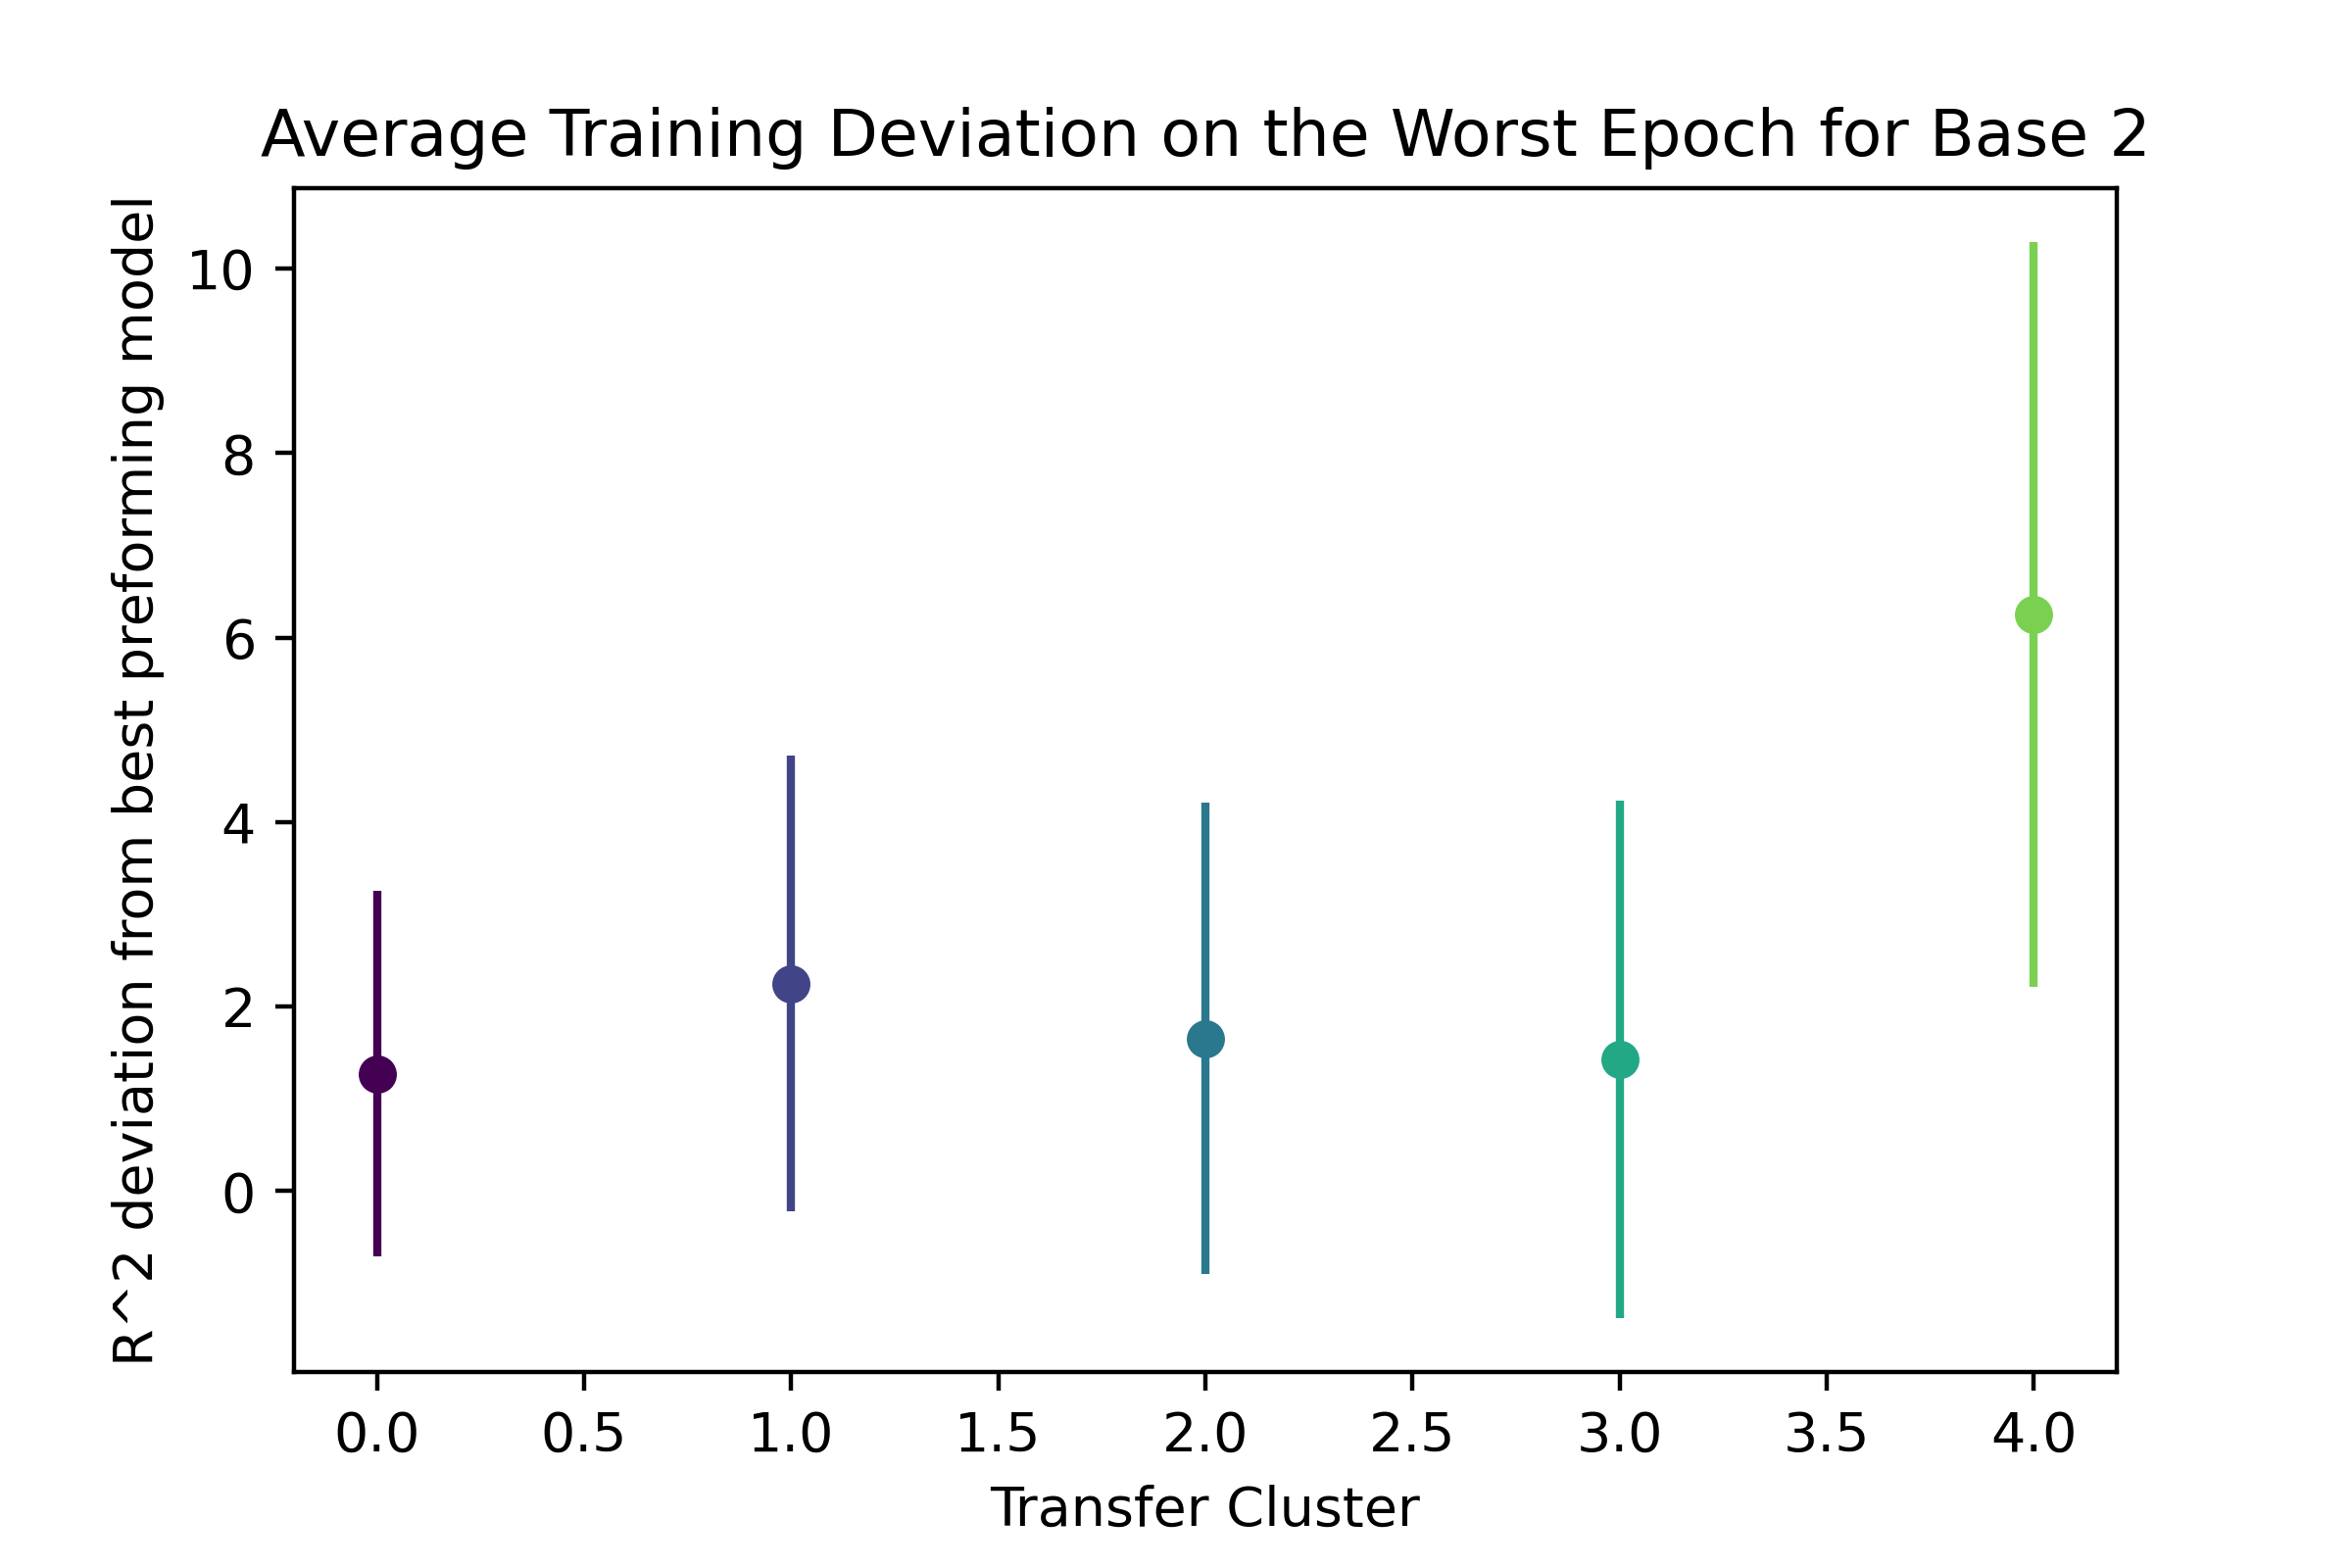 Average Training Deviation on the Worst Epoch for Base 2
R^2 deviation from best preforming model
10
8
6
4
2
0
0.0 0.5 1.0 1.5 2.0 2.5 3.0 3.5 4.0
Transfer Cluster